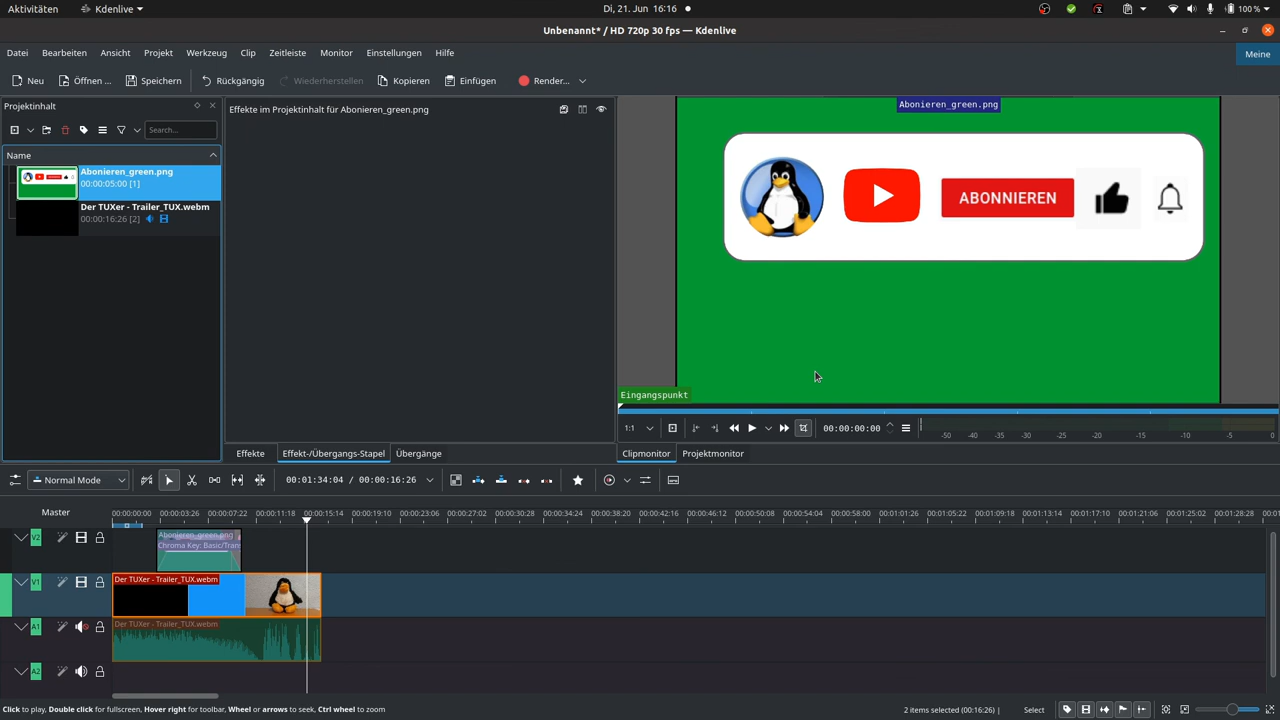 Aktivitäten
Kdenlive
Di, 21. Jun 16:16
100 %
Unbenannt* / HD 720p 30 fps — Kdenlive
Datei Bearbeiten Ansicht Projekt Werkzeug Clip Zeitleiste Monitor Einstellungen Hilfe
Meine
Neu Öffnen ... Speichern Rückgängig Wiederherstellen Kopieren Einfügen Render...
Projektinhalt
Effekte im Projektinhalt für Abonieren_green.png
Abonieren_green.png
Search...
Name
Abonieren_green.png
00:00:05:00 [1]
Der TUXer - Trailer_TUX.webm
00:00:16:26 [2]
ABONNIEREN
Eingangspunkt
1:1
00:00:00:00
-50 -40 -30 -25 -20 -15 -10 -5 0
Effekte Effekt-/Übergangs-Stapel Übergänge
Clipmonitor Projektmonitor
Normal Mode
00:01:34:04 / 00:00:16:26
Master
00:00:00:00 00:00:03:26 00:00:07:22 00:00:11:18 00:00:15:14 00:00:19:10 00:00:23:06 00:00:27:02 00:00:30:28 00:00:34:24 00:00:38:20 00:00:42:16 00:00:46:12 00:00:50:08 00:00:54:04 00:00:58:00 00:01:01:26 00:01:05:22 00:01:09:18 00:01:13:14 00:01:17:10 00:01:21:06 00:01:25:02 00:01:28:28 00:01
V2
Abonieren_green.png
Chroma Key: Basic/Tran
V1
Der TUXer - Trailer_TUX.webm
A1
Der TUXer - Trailer_TUX.webm
A2
Click to play, Double click for fullscreen, Hover right for toolbar, Wheel or arrows to seek, Ctrl wheel to zoom
2 items selected (00:16:26) |
Select